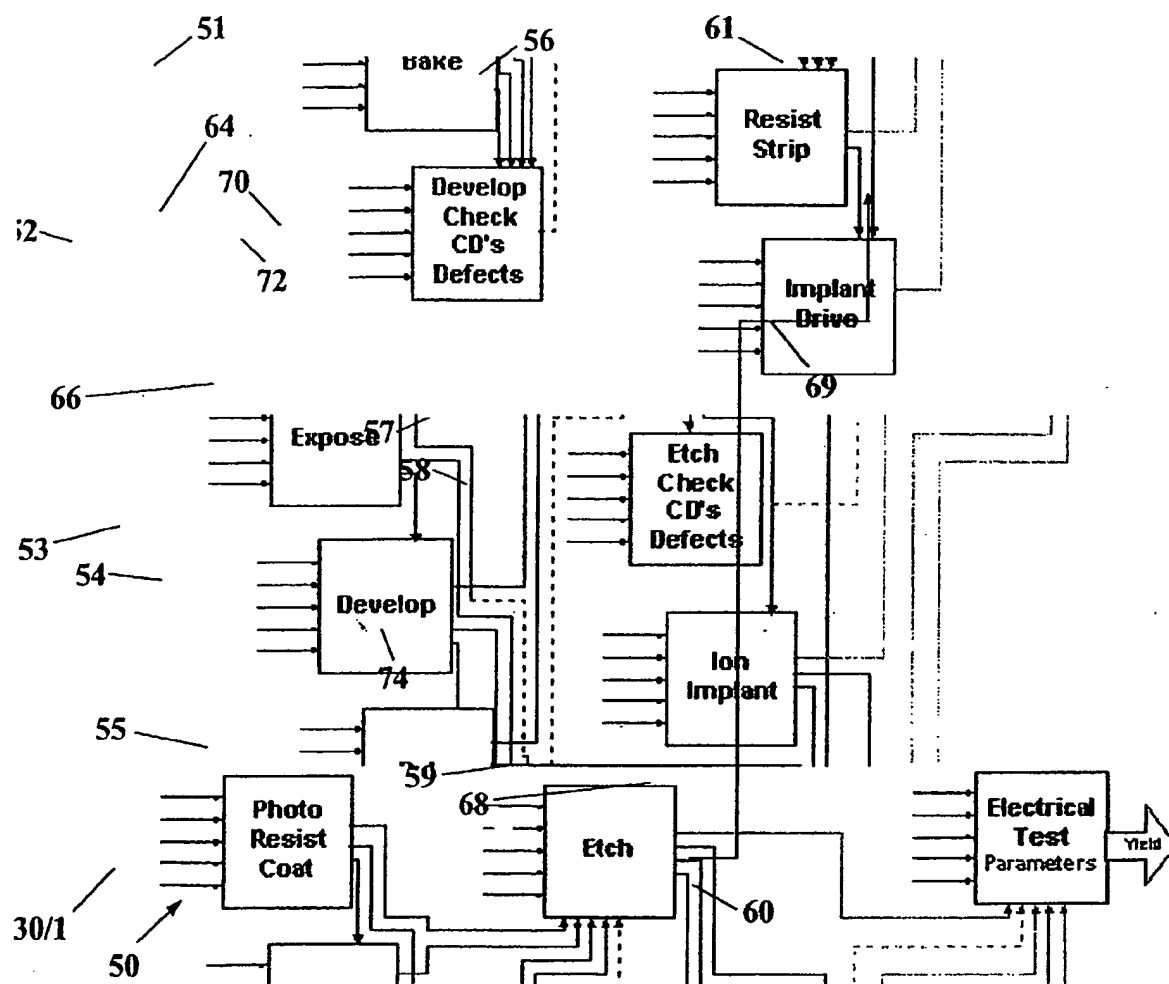 51
56
61
Bake
Resist
Strip
64
70
Develop
Check
CD's
Defects
72
Implant
Drive
69
66
Expose
57
58
Etch
Check
CD's
Defects
53
54
Develop
74
Ion
Implant
55
59
68
Photo
Resist
Coat
Etch
Electrical
Test
Parameters
Yield
60
30/1
50